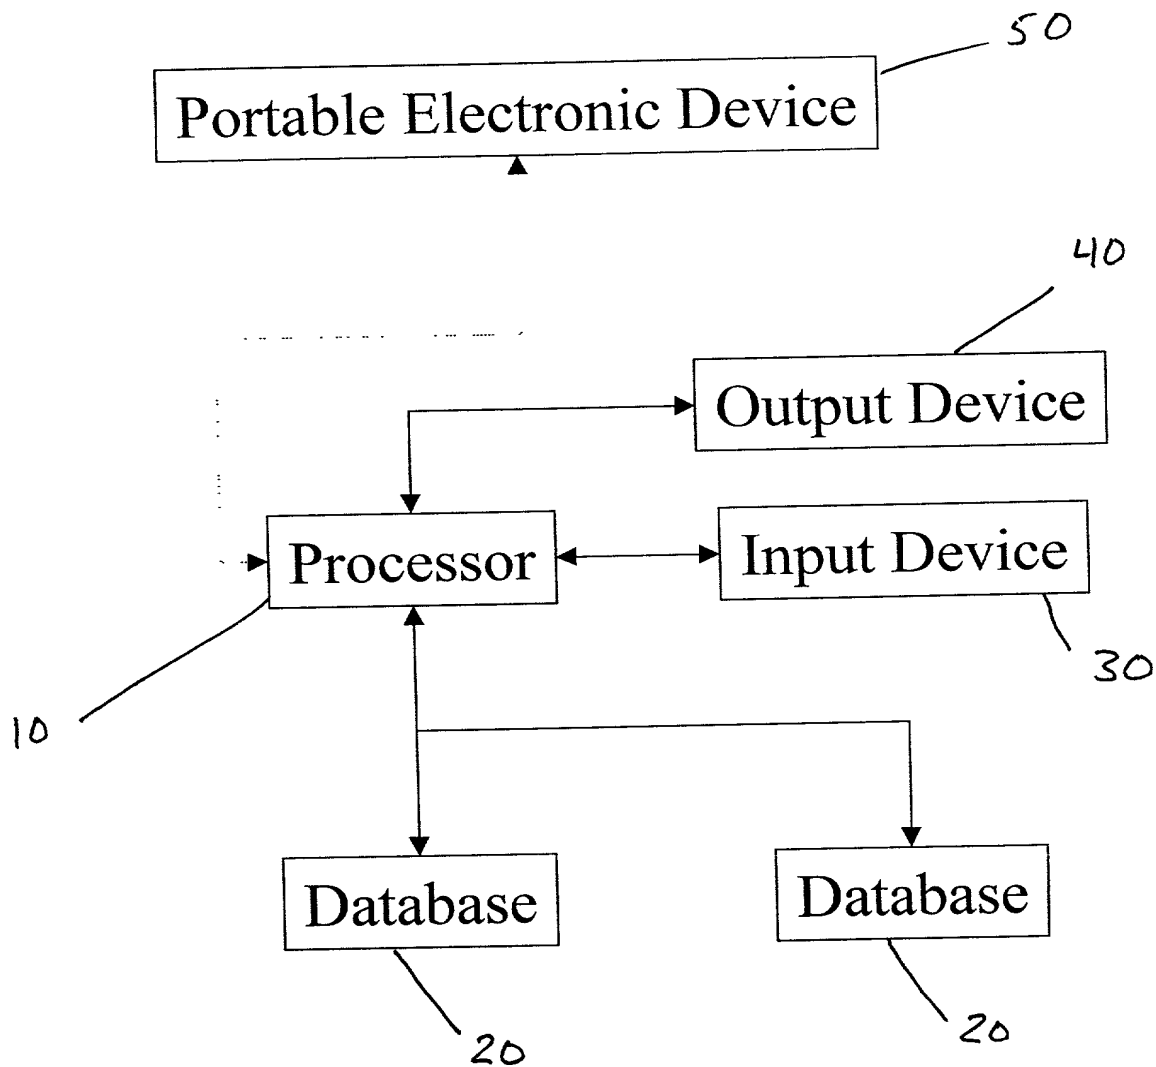 50
Portable Electronic Device
40
Output Device
Processor
Input Device
30
10
Database
Database
20
20